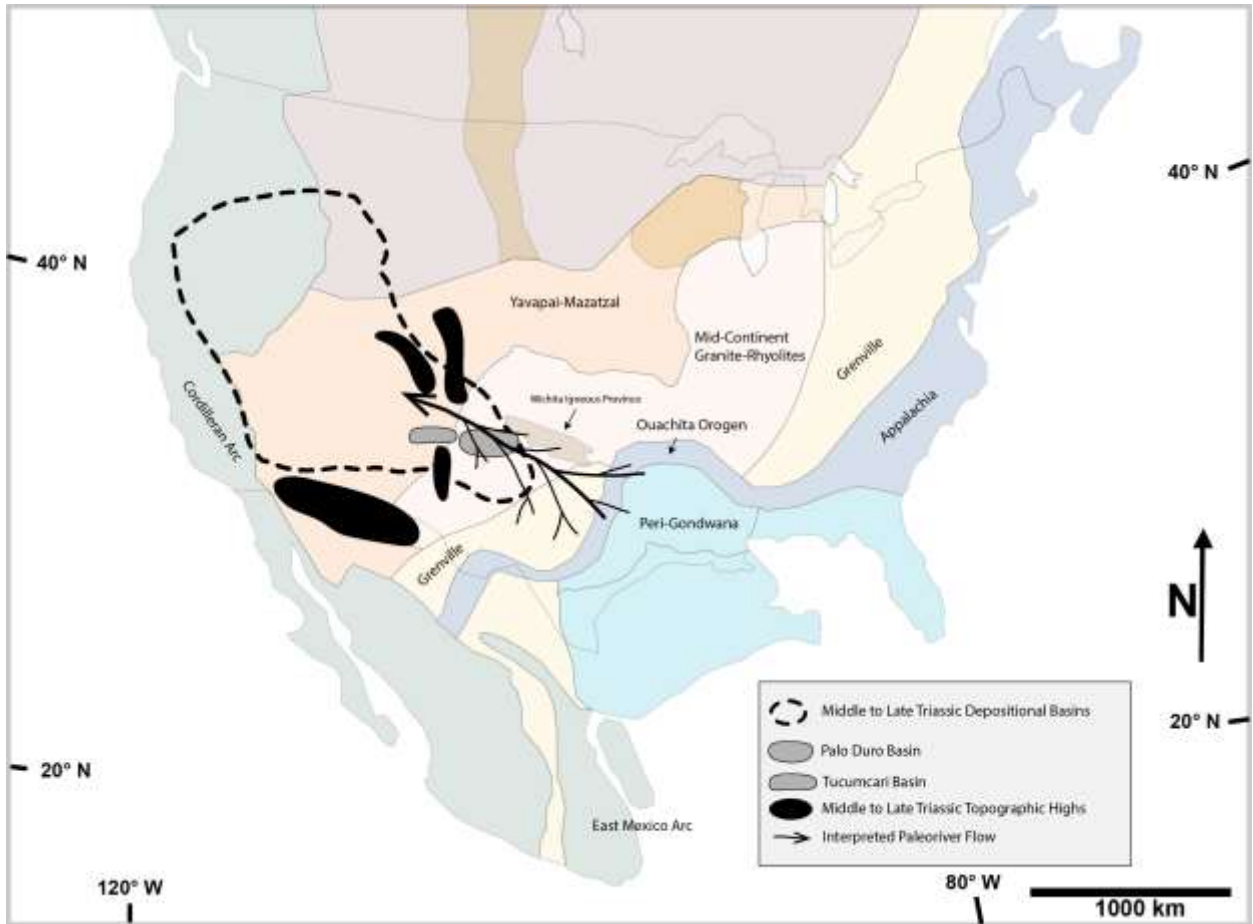 40° N
40° N
Yavapai-Mazatzal
Mid-Continent
Granite-Rhyolites
Grenville
Cordilleran Arc
Wichita Igneous Province
Ouachita Orogen
Appalachia
Peri-Gondwana
Grenville
N
Middle to Late Triassic Depositional Basins
Palo Duro Basin
Tucumcari Basin
Middle to Late Triassic Topographic Highs
Interpreted Paleoriver Flow
20° N
20° N
East Mexico Arc
120° W
80° W
1000 km